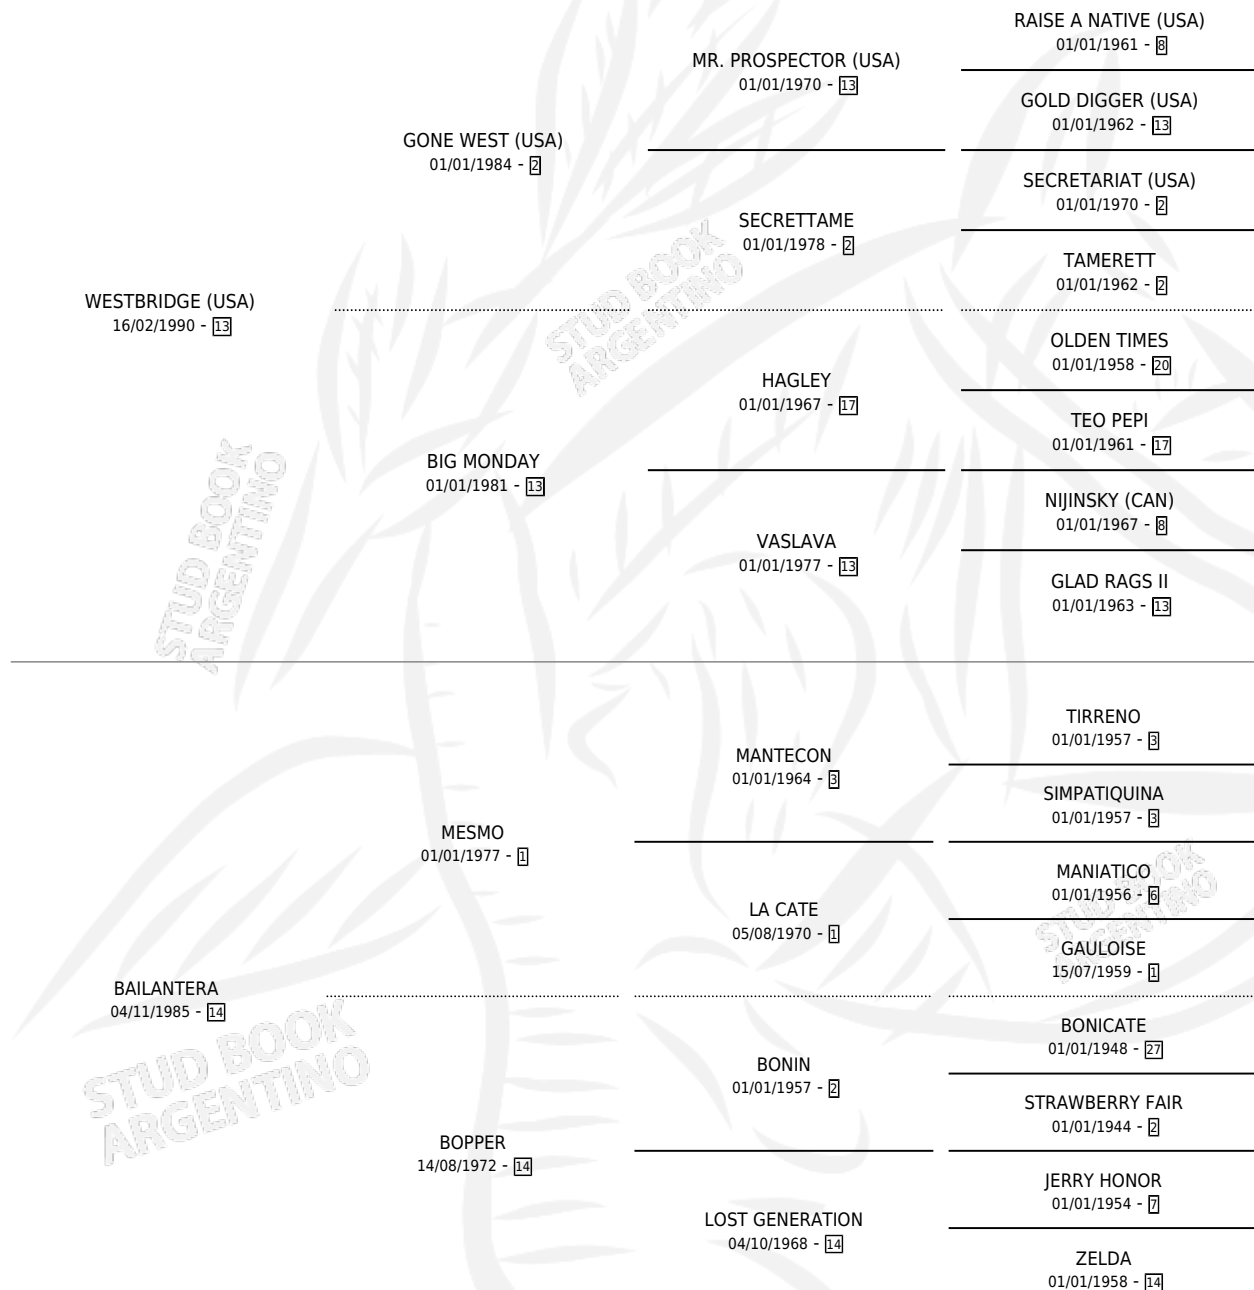 RAISE A NATIVE (USA)
01/01/1961 - 8
MR. PROSPECTOR (USA)
01/01/1970 - 13
GOLD DIGGER (USA)
01/01/1962 - 13
GONE WEST (USA)
01/01/1984 - 2
SECRETARIAT (USA)
01/01/1970 - 2
SECRETTAME
01/01/1978 - 2
TAMERETT
01/01/1962 - 2
WESTBRIDGE (USA)
16/02/1990 - 13
OLDEN TIMES
01/01/1958 - 20
HAGLEY
01/01/1967 - 17
TEO PEPI
01/01/1961 - 17
BIG MONDAY
01/01/1981 - 13
NIJINSKY (CAN)
01/01/1967 - 8
VASLAVA
01/01/1977 - 13
GLAD RAGS II
01/01/1963 - 13
TIRRENO
01/01/1957 - 3
MANTECON
01/01/1964 - 3
SIMPATIQUINA
01/01/1957 - 3
MESMO
01/01/1977 - 1
MANIATICO
01/01/1956 - 6
LA CATE
05/08/1970 - 1
GAULOISE
15/07/1959 - 1
BAILANTERA
04/11/1985 - 14
BONICATE
01/01/1948 - 27
BONIN
01/01/1957 - 2
STRAWBERRY FAIR
01/01/1944 - 2
BOPPER
14/08/1972 - 14
JERRY HONOR
01/01/1954 - 7
LOST GENERATION
04/10/1968 - 14
ZELDA
01/01/1958 - 14
STUD BOOK
ARGENTINO
STUD BOOK
ARGENTINO
STUD BOOK
ARGENTINO
STUD BOOK
ARGENTINO